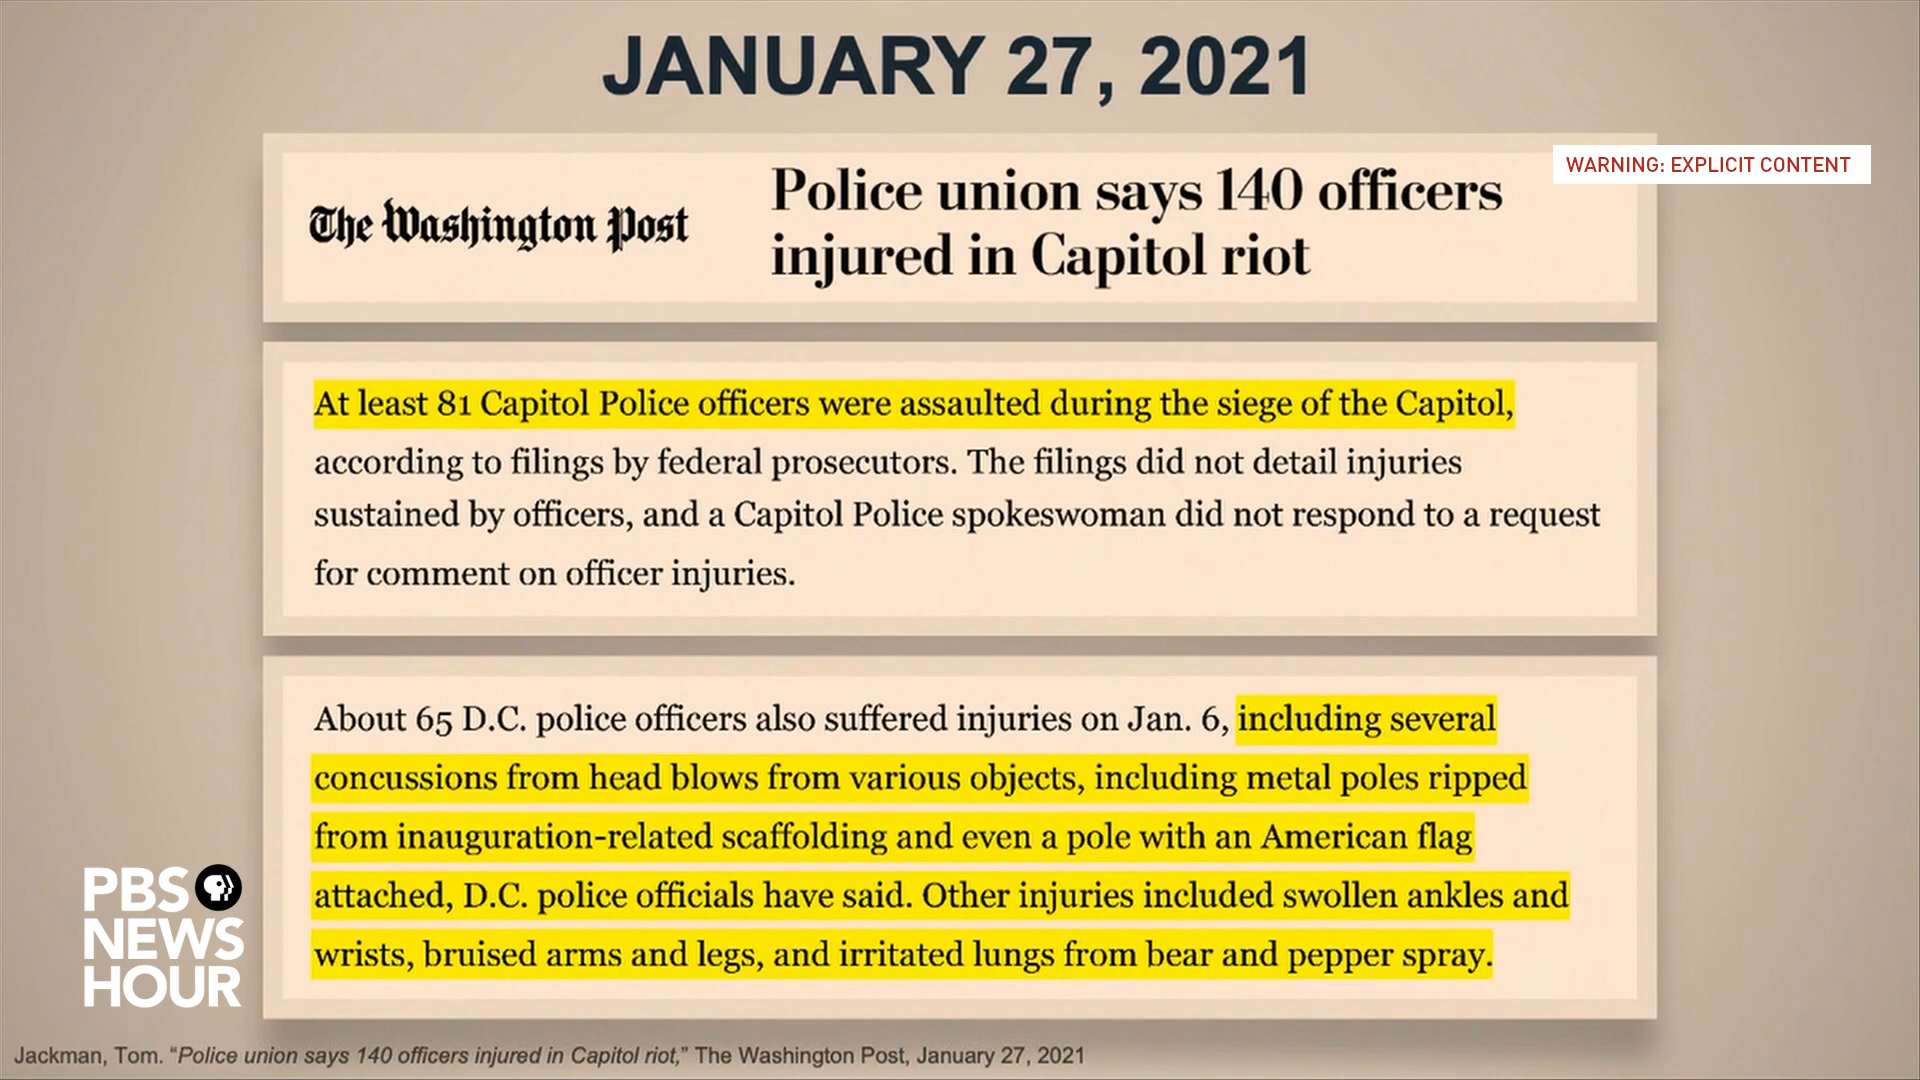 JANUARY 27, 2021
WARNING: EXPLICIT CONTENT
The Washington Post
Police union says 140 officers
injured in Capitol riot
At least 81 Capitol Police officers were assaulted during the siege of the Capitol,
according to filings by federal prosecutors. The filings did not detail injuries
sustained by officers, and a Capitol Police spokeswoman did not respond to a request
for comment on officer injuries.
About 65 D.C. police officers also suffered injuries on Jan. 6, including several
concussions from head blows from various objects, including metal poles ripped
from inauguration-related scaffolding and even a pole with an American flag
attached, D.C. police officials have said. Other injuries included swollen ankles and
wrists, bruised arms and legs, and irritated lungs from bear and pepper spray.
PBS
NEWS
HOUR
Jackman, Tom. “Police union says 140 officers injured in Capitol riot,” The Washington Post, January 27, 2021